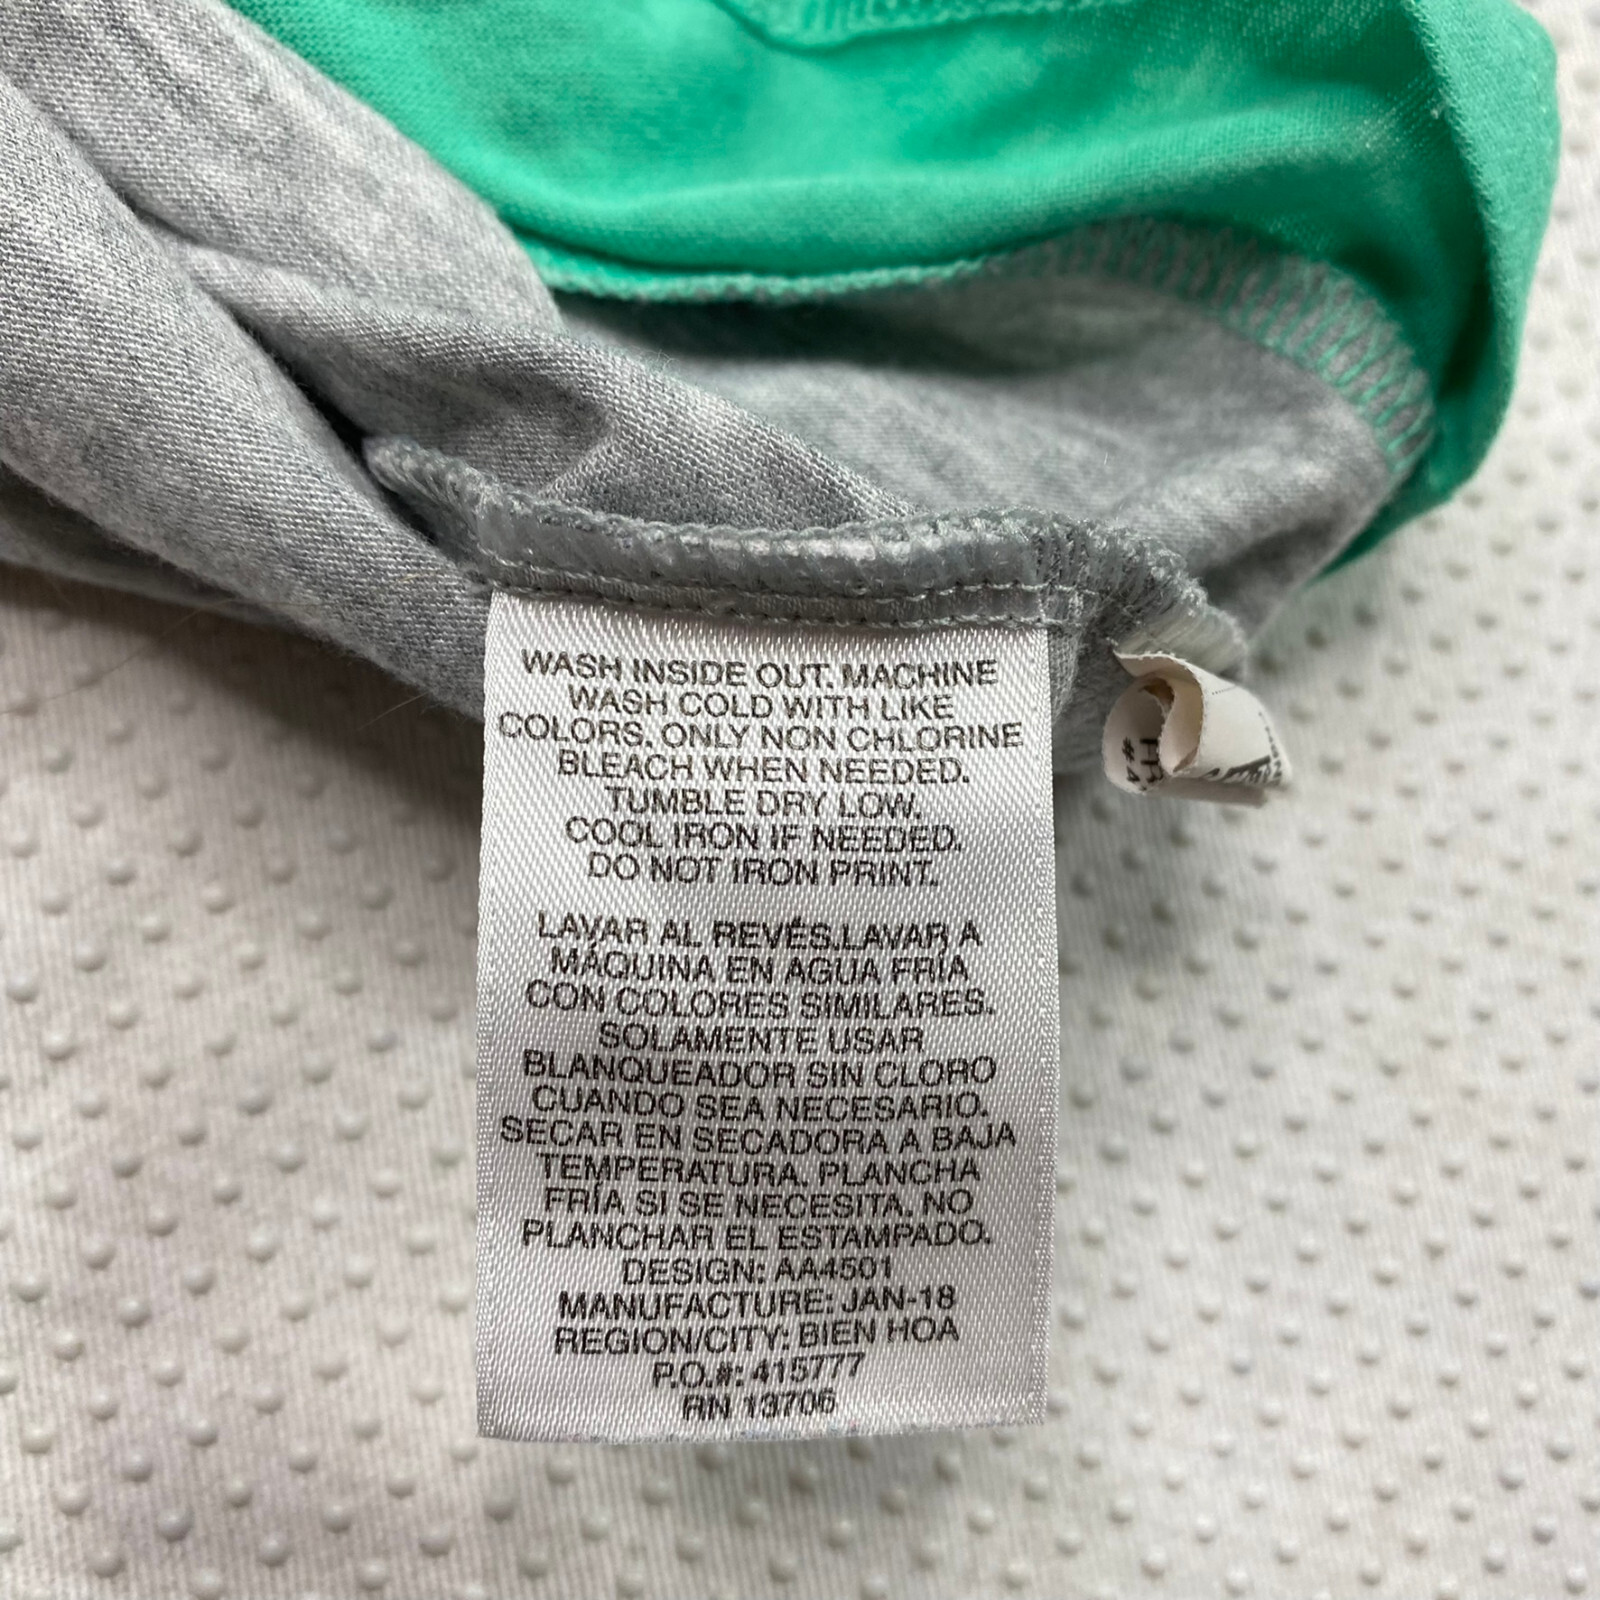 WASH INSIDE OUT. MACHINE
WASH COLD WITH LIKE
COLORS. ONLY NON CHLORINE
BLEACH WHEN NEEDED.
TUMBLE DRY LOW.
COOL IRON IF NEEDED.
DO NOT IRON PRINT.
LAVAR AL REVÉS.LAVAR A
MÁQUINA EN AGUA FRÍA
CON COLORES SIMILARES.
SOLAMENTE USAR
BLANQUEADOR SIN CLORO
CUANDO SEA NECESARIO.
SECAR EN SECADORA A BAJA
TEMPERATURA. PLANCHA
FRÍA SI SE NECESITA. NO
PLANCHAR EL ESTAMPADO.
DESIGN: AA4501
MANUFACTURE: JAN-18
REGION/CITY: BIEN HOA
P.O.#: 415777
RN 13706